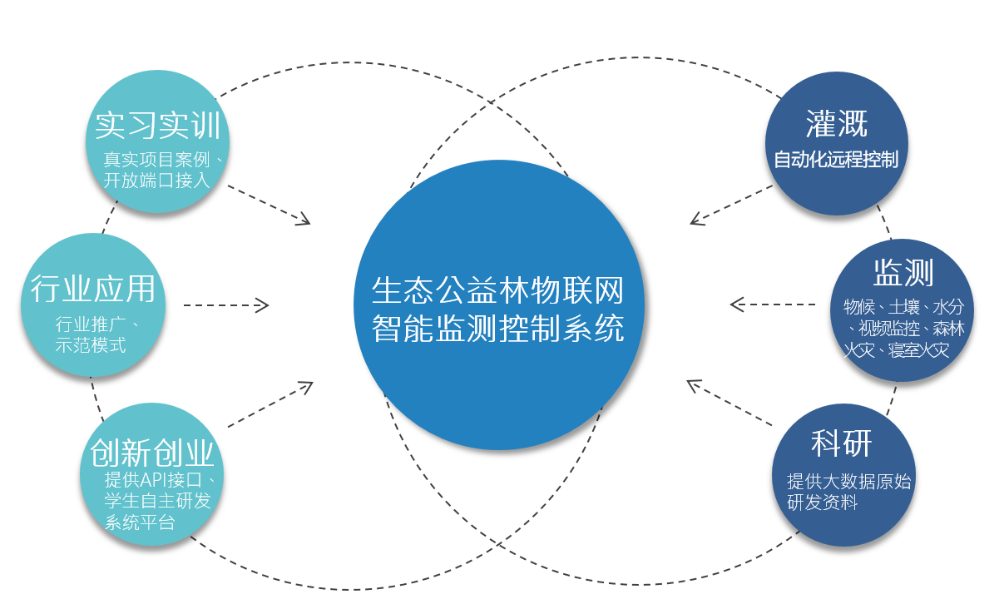 实习实训
真实项目案例、
开放端口接入
行业应用
行业推广、
示范模式
创新创业
提供API接口、
学生自主研发
系统平台
生态公益林物联网
智能监测控制系统
灌溉
自动化远程控制
监测
物候、土壤、水分
、视频监控、森林
火灾、寝室火灾
科研
提供大数据原始
研发资料